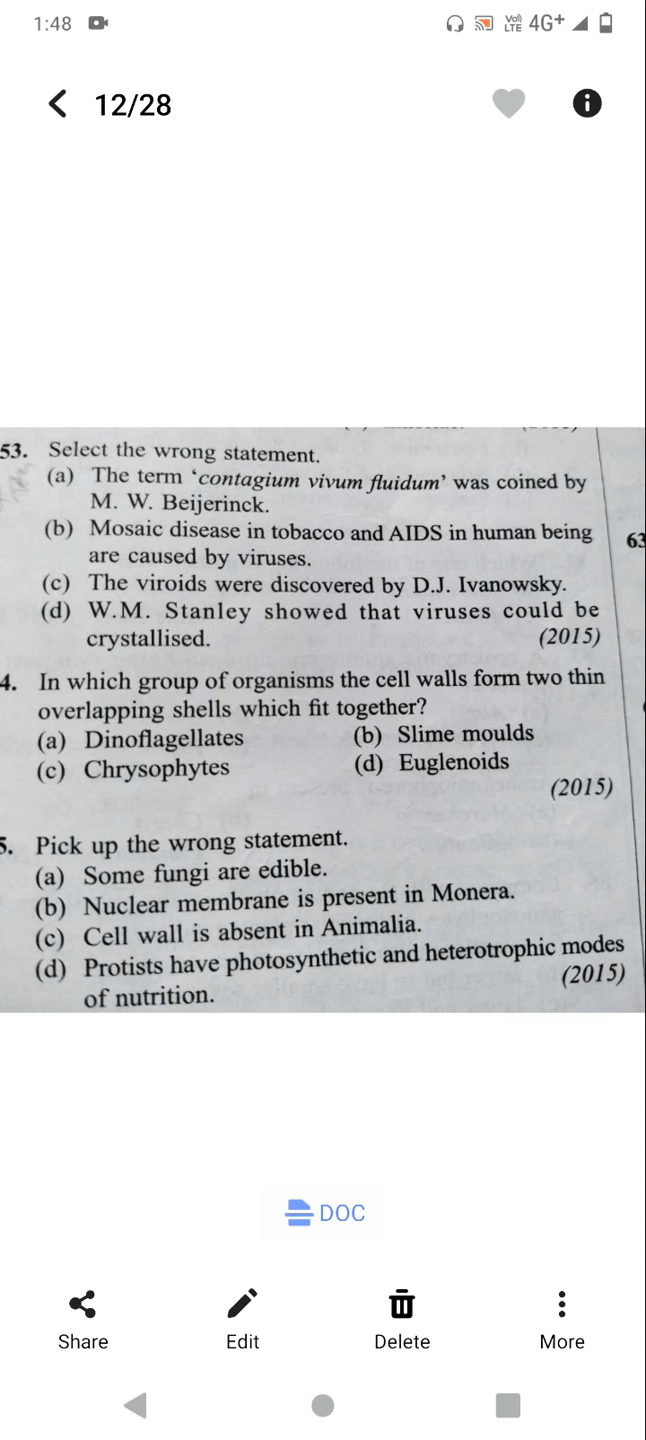 1:48
Vo)) LTE 4G+
12/28
53. Select the wrong statement.
(a) The term ‘contagium vivum fluidum’ was coined by
M. W. Beijerinck.
(b) Mosaic disease in tobacco and AIDS in human being
are caused by viruses.
63
(c) The viroids were discovered by D.J. Ivanowsky.
(d) W.M. Stanley showed that viruses could be
crystallised. (2015)
4. In which group of organisms the cell walls form two thin
overlapping shells which fit together?
(a) Dinoflagellates (b) Slime moulds
(c) Chrysophytes (d) Euglenoids
(2015)
5. Pick up the wrong statement.
(a) Some fungi are edible.
(b) Nuclear membrane is present in Monera.
(c) Cell wall is absent in Animalia.
(d) Protists have photosynthetic and heterotrophic modes
of nutrition. (2015)
DOC
Share Edit Delete More